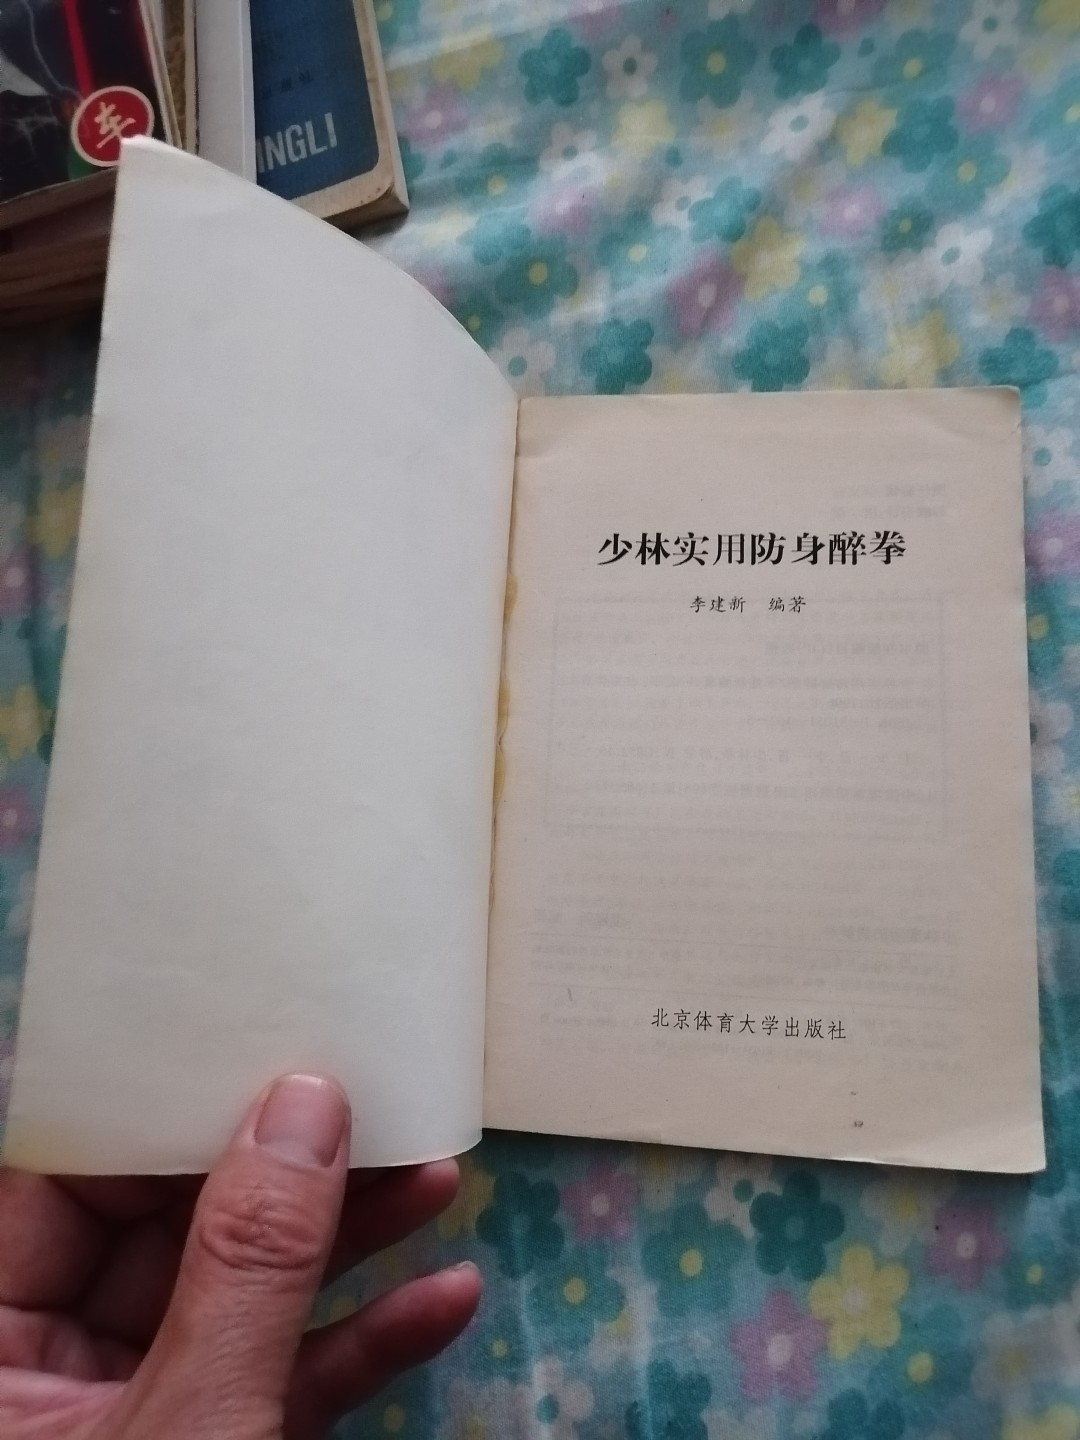 车
INGLI
少林实用防身醉拳
李建新 编著
北京体育大学出版社